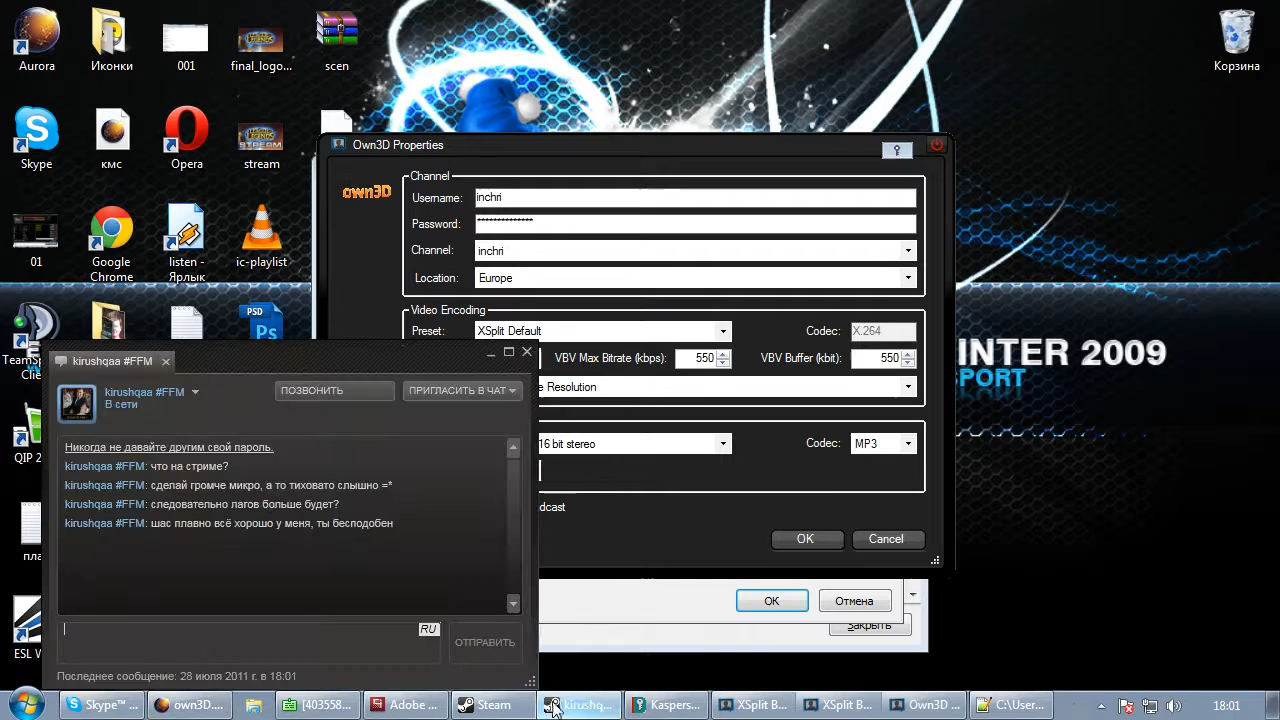 Aurora
Иконки
001
final_logo...
scen
Корзина
Skype
кмс
Opera
stream
01
Google
Chrome
listen -
Ярлык
ic-playlist
PSD
TeamS
Clie
QIP 2
пла
ESL W
INTER 2009
SPORT
Own3D Properties
own3D
Channel
Username:
inchri
Password:
**************
Channel:
inchri
Location:
Europe
Video Encoding
Preset:
XSplit Default
Codec:
X.264
VBV Max Bitrate (kbps):
550
VBV Buffer (kbit):
550
e Resolution
16 bit stereo
Codec:
MP3
dcast
OK
Cancel
OK
Отмена
Закрыть
kirushqaa #FFM
kirushqaa #FFM
В сети
ПОЗВОНИТЬ
ПРИГЛАСИТЬ В ЧАТ
Никогда не давайте другим свой пароль.
kirushqaa #FFM: что на стриме?
kirushqaa #FFM: сделай громче микро, а то тиховато слышно =*
kirushqaa #FFM: следовательно лагов больше будет?
kirushqaa #FFM: шас плавно всё хорошо у меня, ты бесподобен
RU
ОТПРАВИТЬ
Последнее сообщение: 28 июля 2011 г. в 18:01
Skype™ ...
own3D....
[403558...
Adobe ...
Steam
kirushq...
Kaspers...
XSplit B...
XSplit B...
Own3D ...
C:\User...
18:01